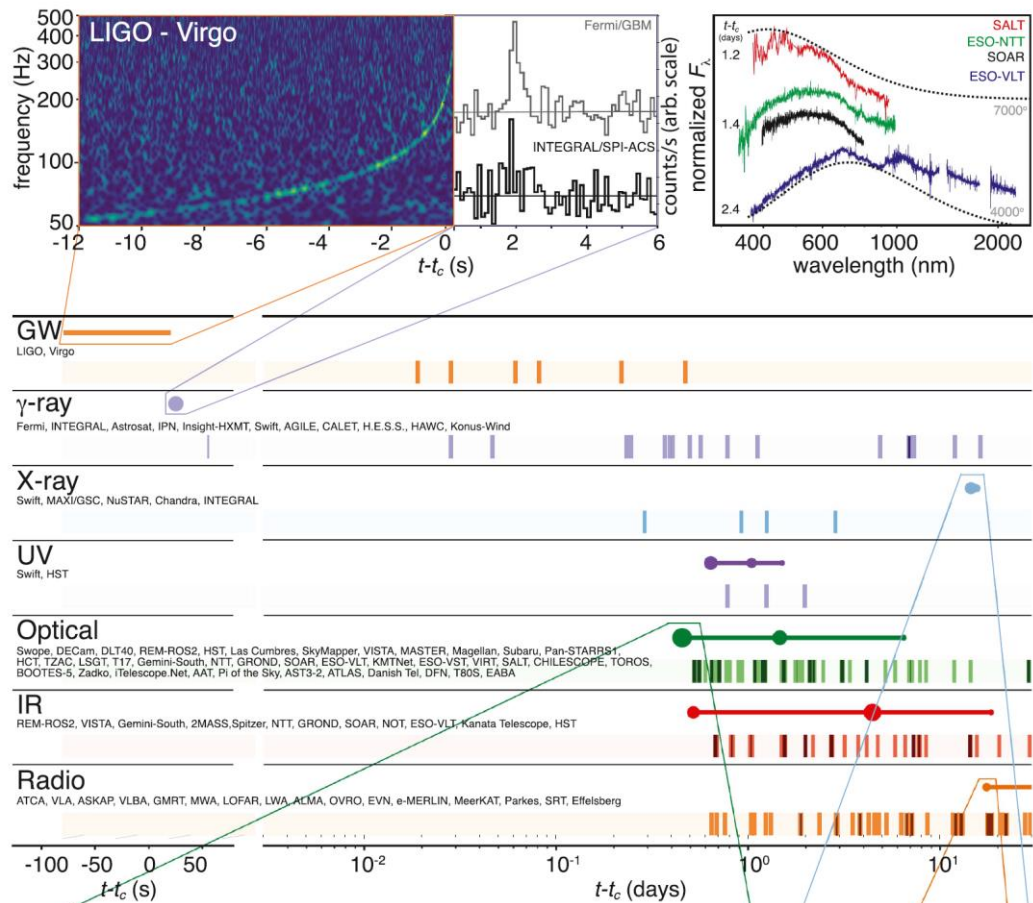 LIGO - Virgo
frequency (Hz)
500
400
300
200
100
50
-12 -10 -8 -6 -4 -2 0 2 4 6
t-tc (s)
Fermi/GBM
INTEGRAL/SPI-ACS
counts/s (arb. scale)
normalized Fλ
t-tc
(days)
1.2
1.4
2.4
SALT
ESO-NTT
SOAR
ESO-VLT
7000°
4000°
400 600 1000 2000
wavelength (nm)
GW
LIGO, Virgo
γ-ray
Fermi, INTEGRAL, Astrosat, IPN, Insight-HXMT, Swift, AGILE, CALET, H.E.S.S., HAWC, Konus-Wind
X-ray
Swift, MAXI/GSC, NuSTAR, Chandra, INTEGRAL
UV
Swift, HST
Optical
Swope, DECam, DLT40, REM-ROS2, HST, Las Cumbres, SkyMapper, VISTA, MASTER, Magellan, Subaru, Pan-STARRS1,
HCT, TZAC, LSGT, T17, Gemini-South, NTT, GROND, SOAR, ESO-VLT, KMTNet, ESO-VST, VIRT, SALT, CHILESCOPE, TOROS,
BOOTES-5, Zadko, iTelescope.Net, AAT, Pi of the Sky, AST3-2, ATLAS, Danish Tel, DFN, T80S, EABA
IR
REM-ROS2, VISTA, Gemini-South, 2MASS,Spitzer, NTT, GROND, SOAR, NOT, ESO-VLT, Kanata Telescope, HST
Radio
ATCA, VLA, ASKAP, VLBA, GMRT, MWA, LOFAR, LWA, ALMA, OVRO, EVN, e-MERLIN, MeerKAT, Parkes, SRT, Effelsberg
-100 -50 0 50 10⁻² 10⁻¹ 10⁰ 10¹
t-tc (s) t-tc (days)